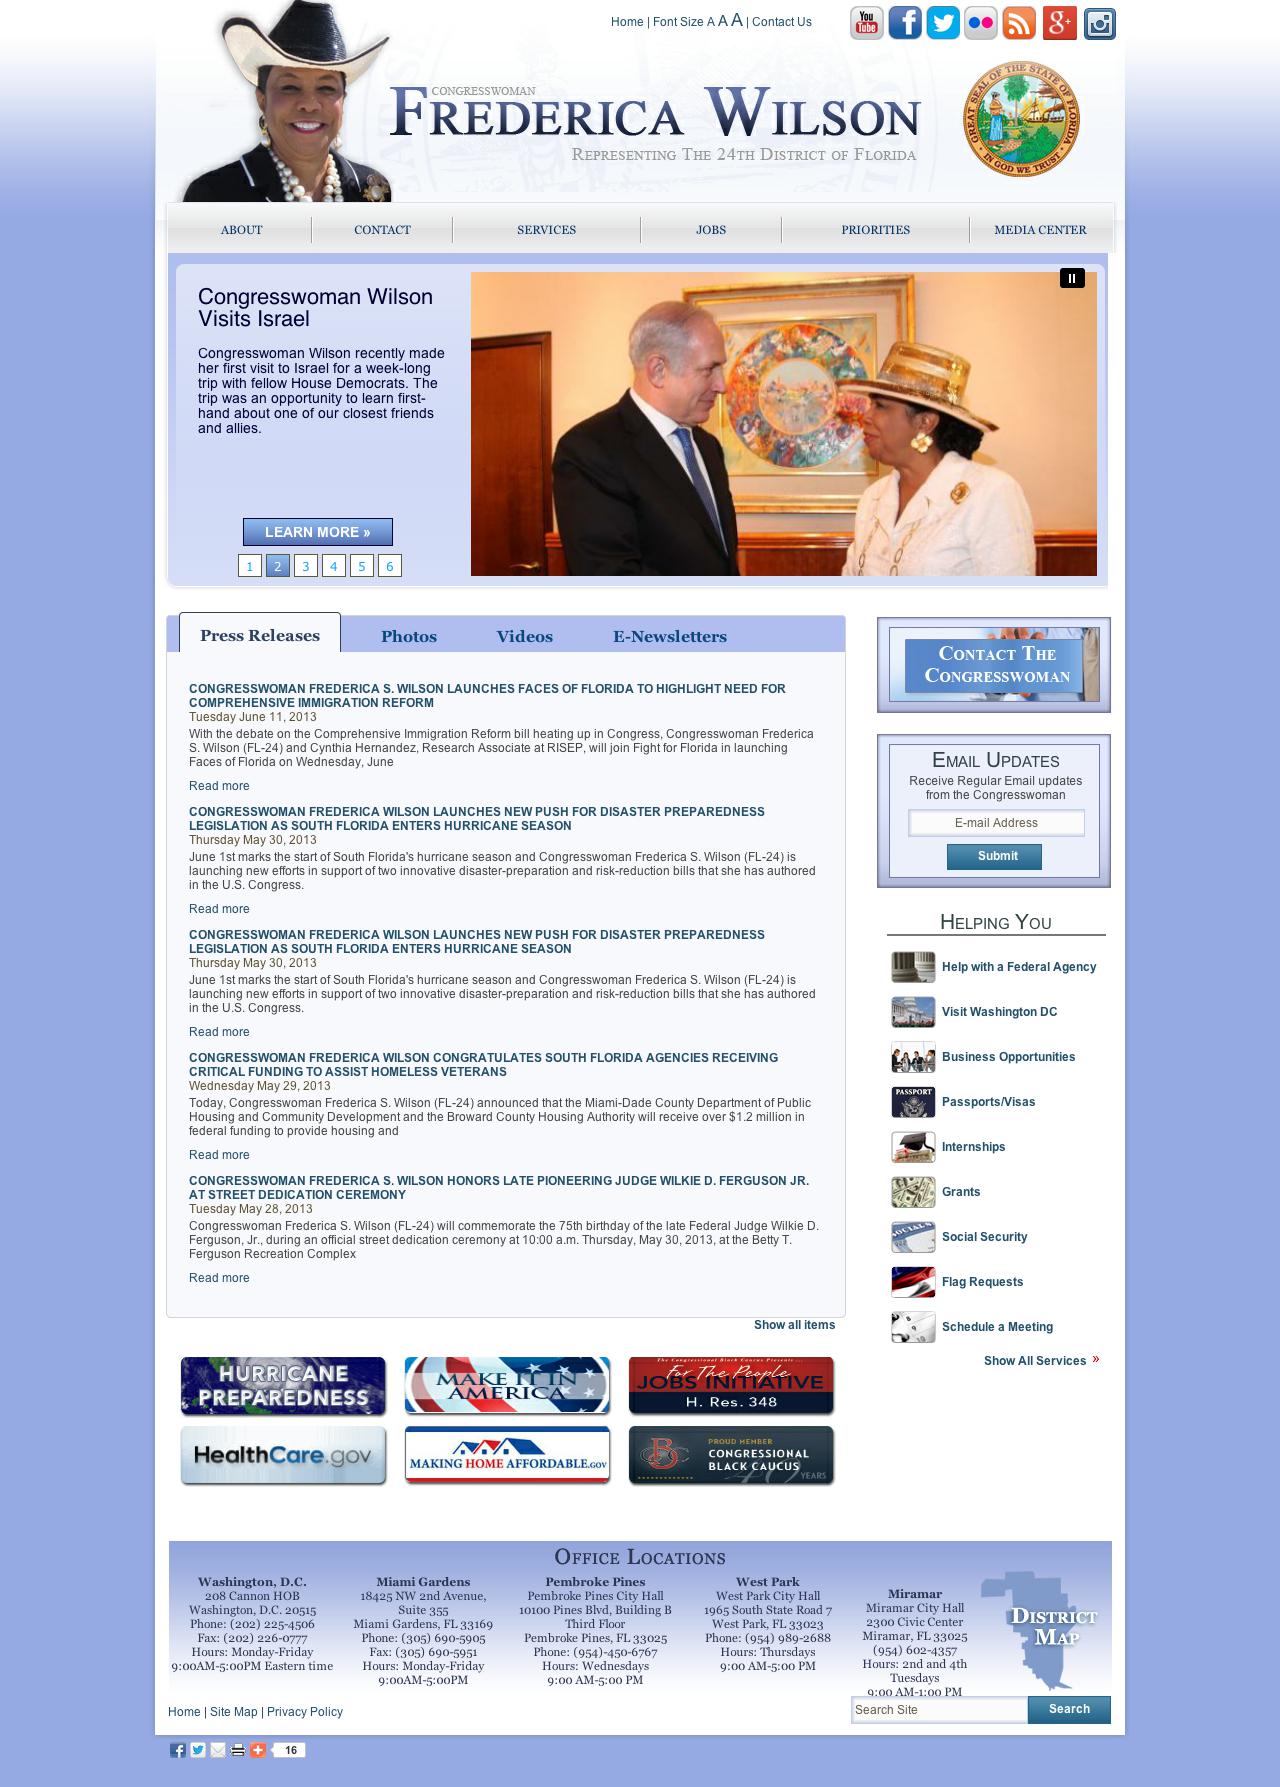 Home | Font Size A A A | Contact Us
You Tube
CONGRESSWOMAN
FREDERICA WILSON
REPRESENTING THE 24TH DISTRICT OF FLORIDA
GREAT SEAL OF THE STATE OF FLORIDA
IN GOD WE TRUST
ABOUT
CONTACT
SERVICES
JOBS
PRIORITIES
MEDIA CENTER
Congresswoman Wilson
Visits Israel
Congresswoman Wilson recently made
her first visit to Israel for a week-long
trip with fellow House Democrats. The
trip was an opportunity to learn first-
hand about one of our closest friends
and allies.
LEARN MORE »
1 2 3 4 5 6
Press Releases
Photos
Videos
E-Newsletters
CONGRESSWOMAN FREDERICA S. WILSON LAUNCHES FACES OF FLORIDA TO HIGHLIGHT NEED FOR
COMPREHENSIVE IMMIGRATION REFORM
Tuesday June 11, 2013
With the debate on the Comprehensive Immigration Reform bill heating up in Congress, Congresswoman Frederica
S. Wilson (FL-24) and Cynthia Hernandez, Research Associate at RISEP, will join Fight for Florida in launching
Faces of Florida on Wednesday, June
Read more
CONGRESSWOMAN FREDERICA WILSON LAUNCHES NEW PUSH FOR DISASTER PREPAREDNESS
LEGISLATION AS SOUTH FLORIDA ENTERS HURRICANE SEASON
Thursday May 30, 2013
June 1st marks the start of South Florida's hurricane season and Congresswoman Frederica S. Wilson (FL-24) is
launching new efforts in support of two innovative disaster-preparation and risk-reduction bills that she has authored
in the U.S. Congress.
Read more
CONGRESSWOMAN FREDERICA WILSON LAUNCHES NEW PUSH FOR DISASTER PREPAREDNESS
LEGISLATION AS SOUTH FLORIDA ENTERS HURRICANE SEASON
Thursday May 30, 2013
June 1st marks the start of South Florida's hurricane season and Congresswoman Frederica S. Wilson (FL-24) is
launching new efforts in support of two innovative disaster-preparation and risk-reduction bills that she has authored
in the U.S. Congress.
Read more
CONGRESSWOMAN FREDERICA WILSON CONGRATULATES SOUTH FLORIDA AGENCIES RECEIVING
CRITICAL FUNDING TO ASSIST HOMELESS VETERANS
Wednesday May 29, 2013
Today, Congresswoman Frederica S. Wilson (FL-24) announced that the Miami-Dade County Department of Public
Housing and Community Development and the Broward County Housing Authority will receive over $1.2 million in
federal funding to provide housing and
Read more
CONGRESSWOMAN FREDERICA S. WILSON HONORS LATE PIONEERING JUDGE WILKIE D. FERGUSON JR.
AT STREET DEDICATION CEREMONY
Tuesday May 28, 2013
Congresswoman Frederica S. Wilson (FL-24) will commemorate the 75th birthday of the late Federal Judge Wilkie D.
Ferguson, Jr., during an official street dedication ceremony at 10:00 a.m. Thursday, May 30, 2013, at the Betty T.
Ferguson Recreation Complex
Read more
Show all items
CONTACT THE
CONGRESSWOMAN
EMAIL UPDATES
Receive Regular Email updates
from the Congresswoman
E-mail Address
Submit
HELPING YOU
Help with a Federal Agency
Visit Washington DC
Business Opportunities
PASSPORT
Passports/Visas
Internships
Grants
Social Security
Flag Requests
Schedule a Meeting
Show All Services »
HURRICANE
PREPAREDNESS
MAKE IT IN
AMERICA
The Congressional Black Caucus Presents ...
For The People
JOBS INITIATIVE
H. Res. 348
HealthCare.gov
MAKING HOME AFFORDABLE.GOV
PROUD MEMBER
CONGRESSIONAL
BLACK CAUCUS
40 YEARS
OFFICE LOCATIONS
Washington, D.C.
208 Cannon HOB
Washington, D.C. 20515
Phone: (202) 225-4506
Fax: (202) 226-0777
Hours: Monday-Friday
9:00AM-5:00PM Eastern time
Miami Gardens
18425 NW 2nd Avenue,
Suite 355
Miami Gardens, FL 33169
Phone: (305) 690-5905
Fax: (305) 690-5951
Hours: Monday-Friday
9:00AM-5:00PM
Pembroke Pines
Pembroke Pines City Hall
10100 Pines Blvd, Building B
Third Floor
Pembroke Pines, FL 33025
Phone: (954)-450-6767
Hours: Wednesdays
9:00 AM-5:00 PM
West Park
West Park City Hall
1965 South State Road 7
West Park, FL 33023
Phone: (954) 989-2688
Hours: Thursdays
9:00 AM-5:00 PM
Miramar
Miramar City Hall
2300 Civic Center
Miramar, FL 33025
(954) 602-4357
Hours: 2nd and 4th
Tuesdays
9:00 AM-1:00 PM
DISTRICT
MAP
Home | Site Map | Privacy Policy
Search Site
Search
16